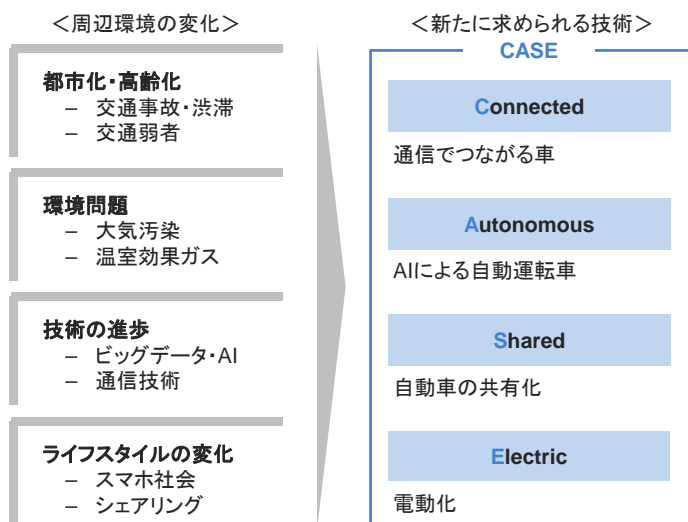 ＜周辺環境の変化＞
都市化・高齢化
– 交通事故・渋滞
– 交通弱者
環境問題
– 大気汚染
– 温室効果ガス
技術の進歩
– ビッグデータ・AI
– 通信技術
ライフスタイルの変化
– スマホ社会
– シェアリング
＜新たに求められる技術＞
CASE
Connected
通信でつながる車
Autonomous
AIによる自動運転車
Shared
自動車の共有化
Electric
電動化